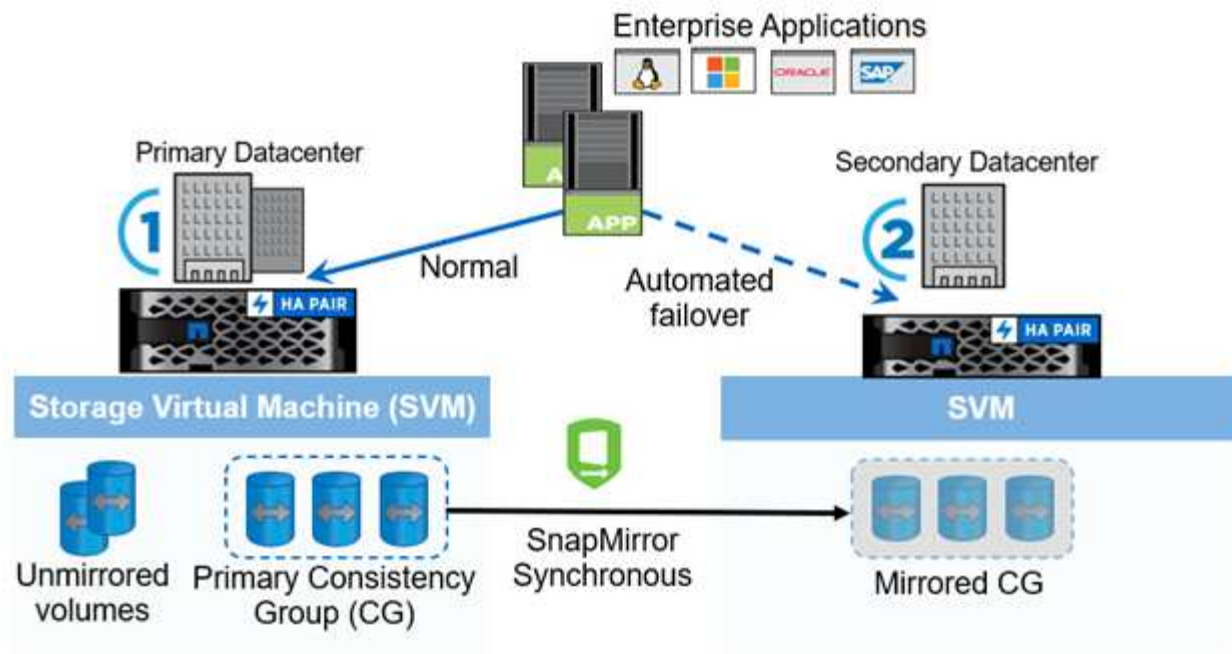 Enterprise Applications
ORACLE
SAP
Primary Datacenter
Secondary Datacenter
1
A
APP
2
Normal
Automated
failover
HA PAIR
HA PAIR
Storage Virtual Machine (SVM)
SVM
Unmirrored
volumes
Primary Consistency
Group (CG)
SnapMirror
Synchronous
Mirrored CG